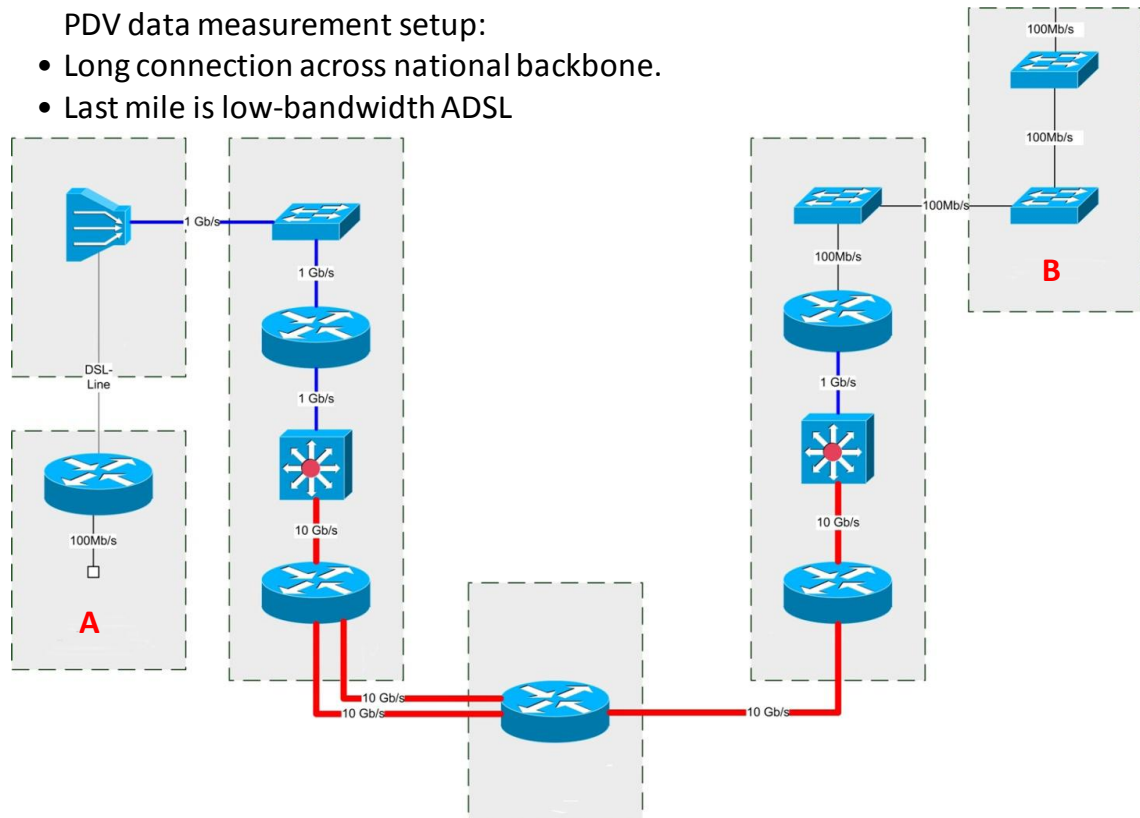 PDV data measurement setup:
• Long connection across national backbone.
• Last mile is low-bandwidth ADSL
100Mb/s
100Mb/s
1 Gb/s
100Mb/s
100Mb/s
B
1 Gb/s
DSL-
Line
1 Gb/s
1 Gb/s
100Mb/s
10 Gb/s
10 Gb/s
A
10 Gb/s
10 Gb/s
10 Gb/s